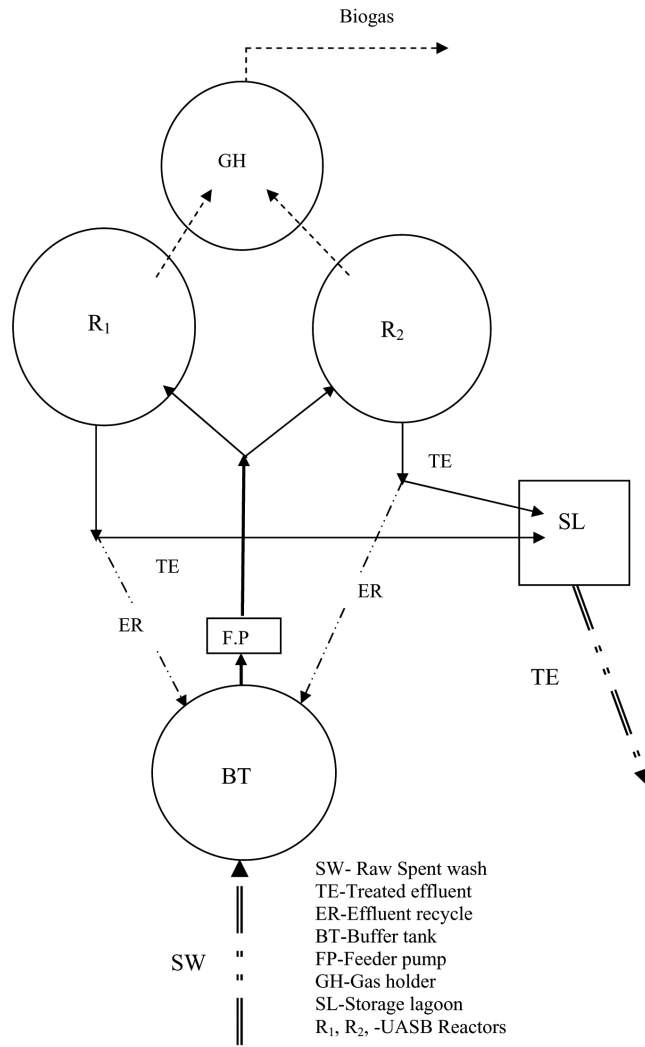 Biogas
GH
R₁
R₂
TE
SL
TE
ER
ER
F.P
TE
BT
SW
SW- Raw Spent wash
TE-Treated effluent
ER-Effluent recycle
BT-Buffer tank
FP-Feeder pump
GH-Gas holder
SL-Storage lagoon
R₁, R₂, -UASB Reactors